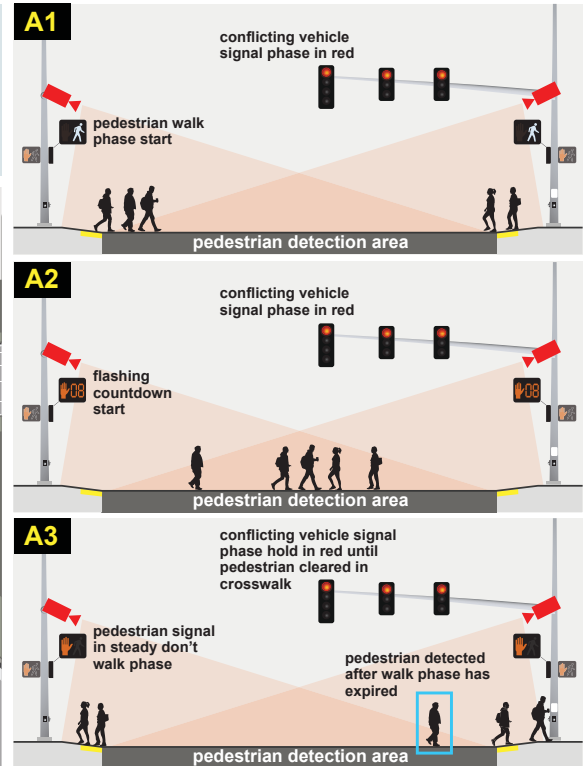 A1
conflicting vehicle
signal phase in red
pedestrian walk
phase start
pedestrian detection area
A2
conflicting vehicle
signal phase in red
08
flashing
countdown
start
08
pedestrian detection area
A3
conflicting vehicle signal
phase hold in red until
pedestrian cleared in
crosswalk
pedestrian signal
in steady don't
walk phase
pedestrian detected
after walk phase has
expired
pedestrian detection area